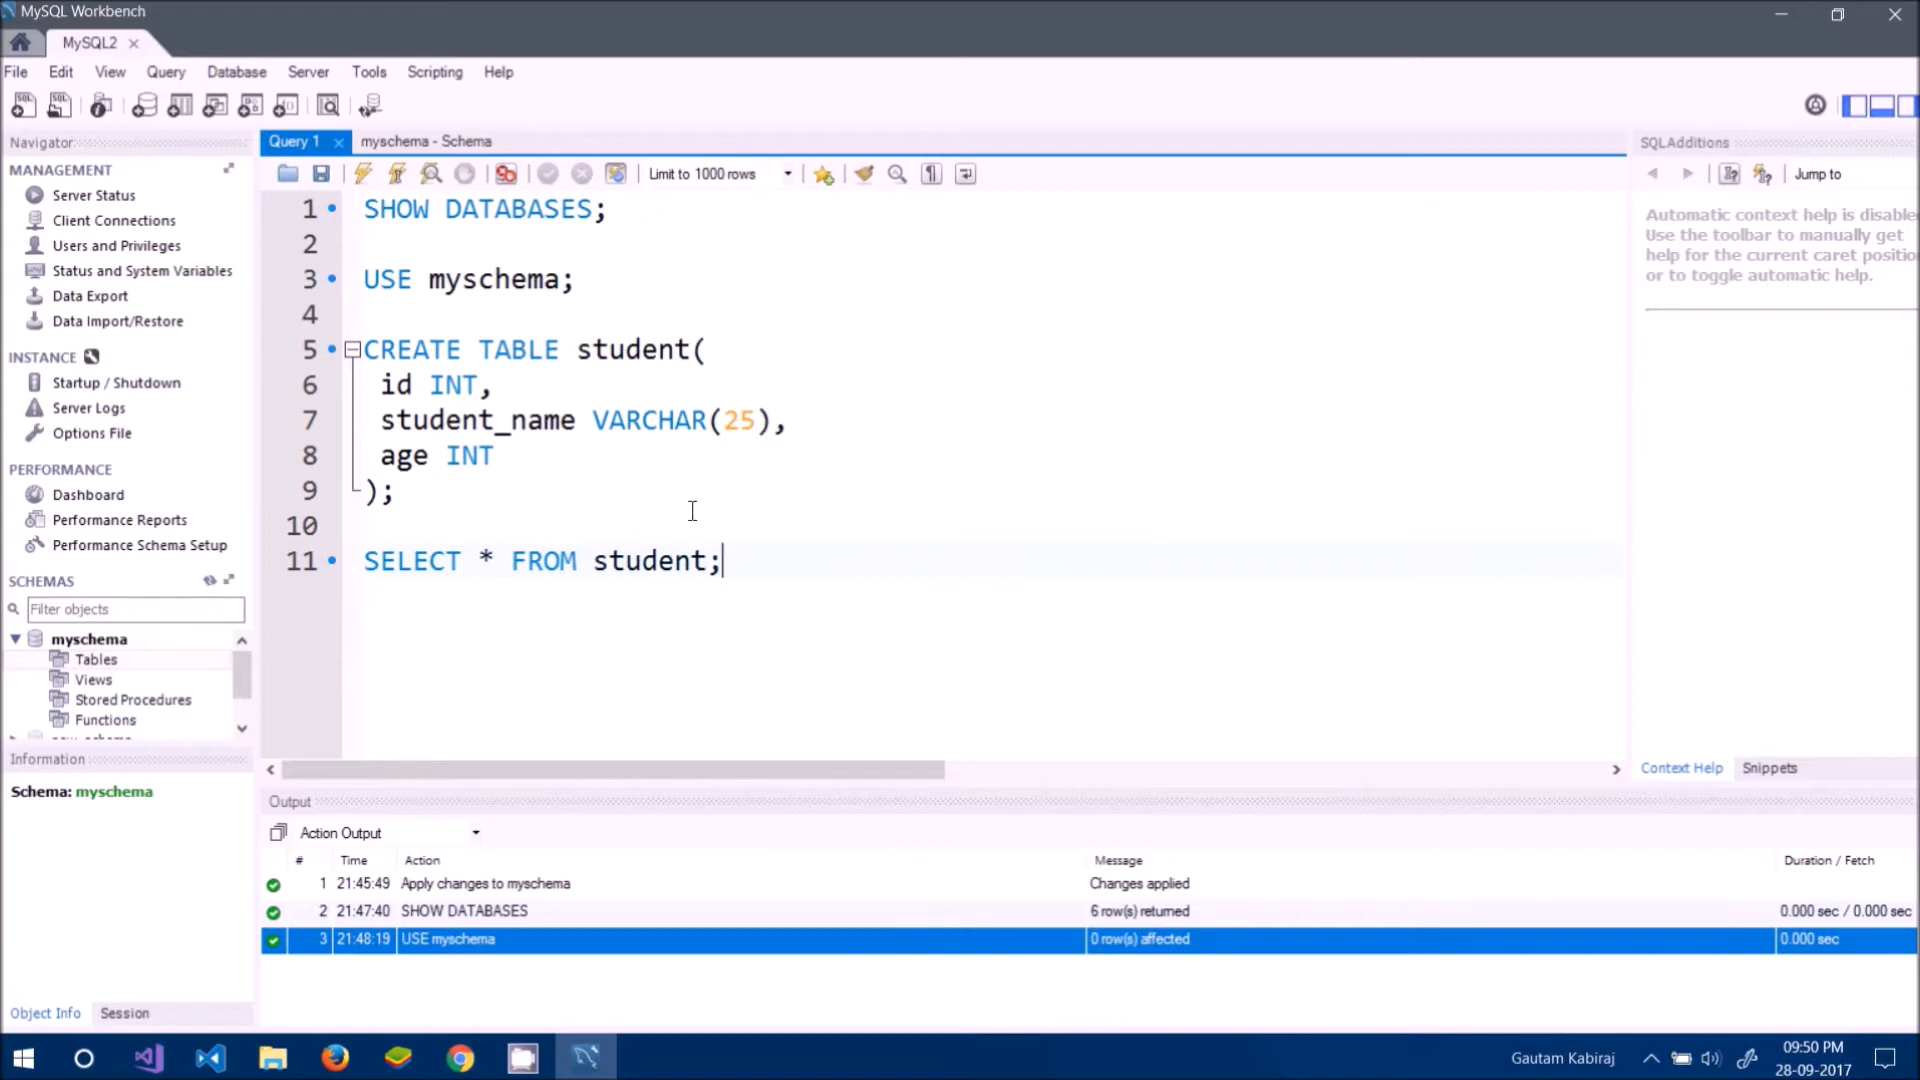 MySQL Workbench
MySQL2
File Edit View Query Database Server Tools Scripting Help
Navigator
MANAGEMENT
Server Status
Client Connections
Users and Privileges
Status and System Variables
Data Export
Data Import/Restore
INSTANCE
Startup / Shutdown
Server Logs
Options File
PERFORMANCE
Dashboard
Performance Reports
Performance Schema Setup
SCHEMAS
Filter objects
myschema
Tables
Views
Stored Procedures
Functions
Information
Schema: myschema
Object Info Session
Query 1 myschema - Schema
Limit to 1000 rows
1 SHOW DATABASES;
2
3 USE myschema;
4
5 CREATE TABLE student(
6 id INT,
7 student_name VARCHAR(25),
8 age INT
9 );
10
11 SELECT * FROM student;
SQLAdditions
Jump to
Automatic context help is disable
Use the toolbar to manually get
help for the current caret positio
or to toggle automatic help.
Context Help Snippets
Output
Action Output
# Time Action Message Duration / Fetch
1 21:45:49 Apply changes to myschema Changes applied
2 21:47:40 SHOW DATABASES 6 row(s) returned 0.000 sec / 0.000 sec
3 21:48:19 USE myschema 0 row(s) affected 0.000 sec
Gautam Kabiraj
09:50 PM
28-09-2017